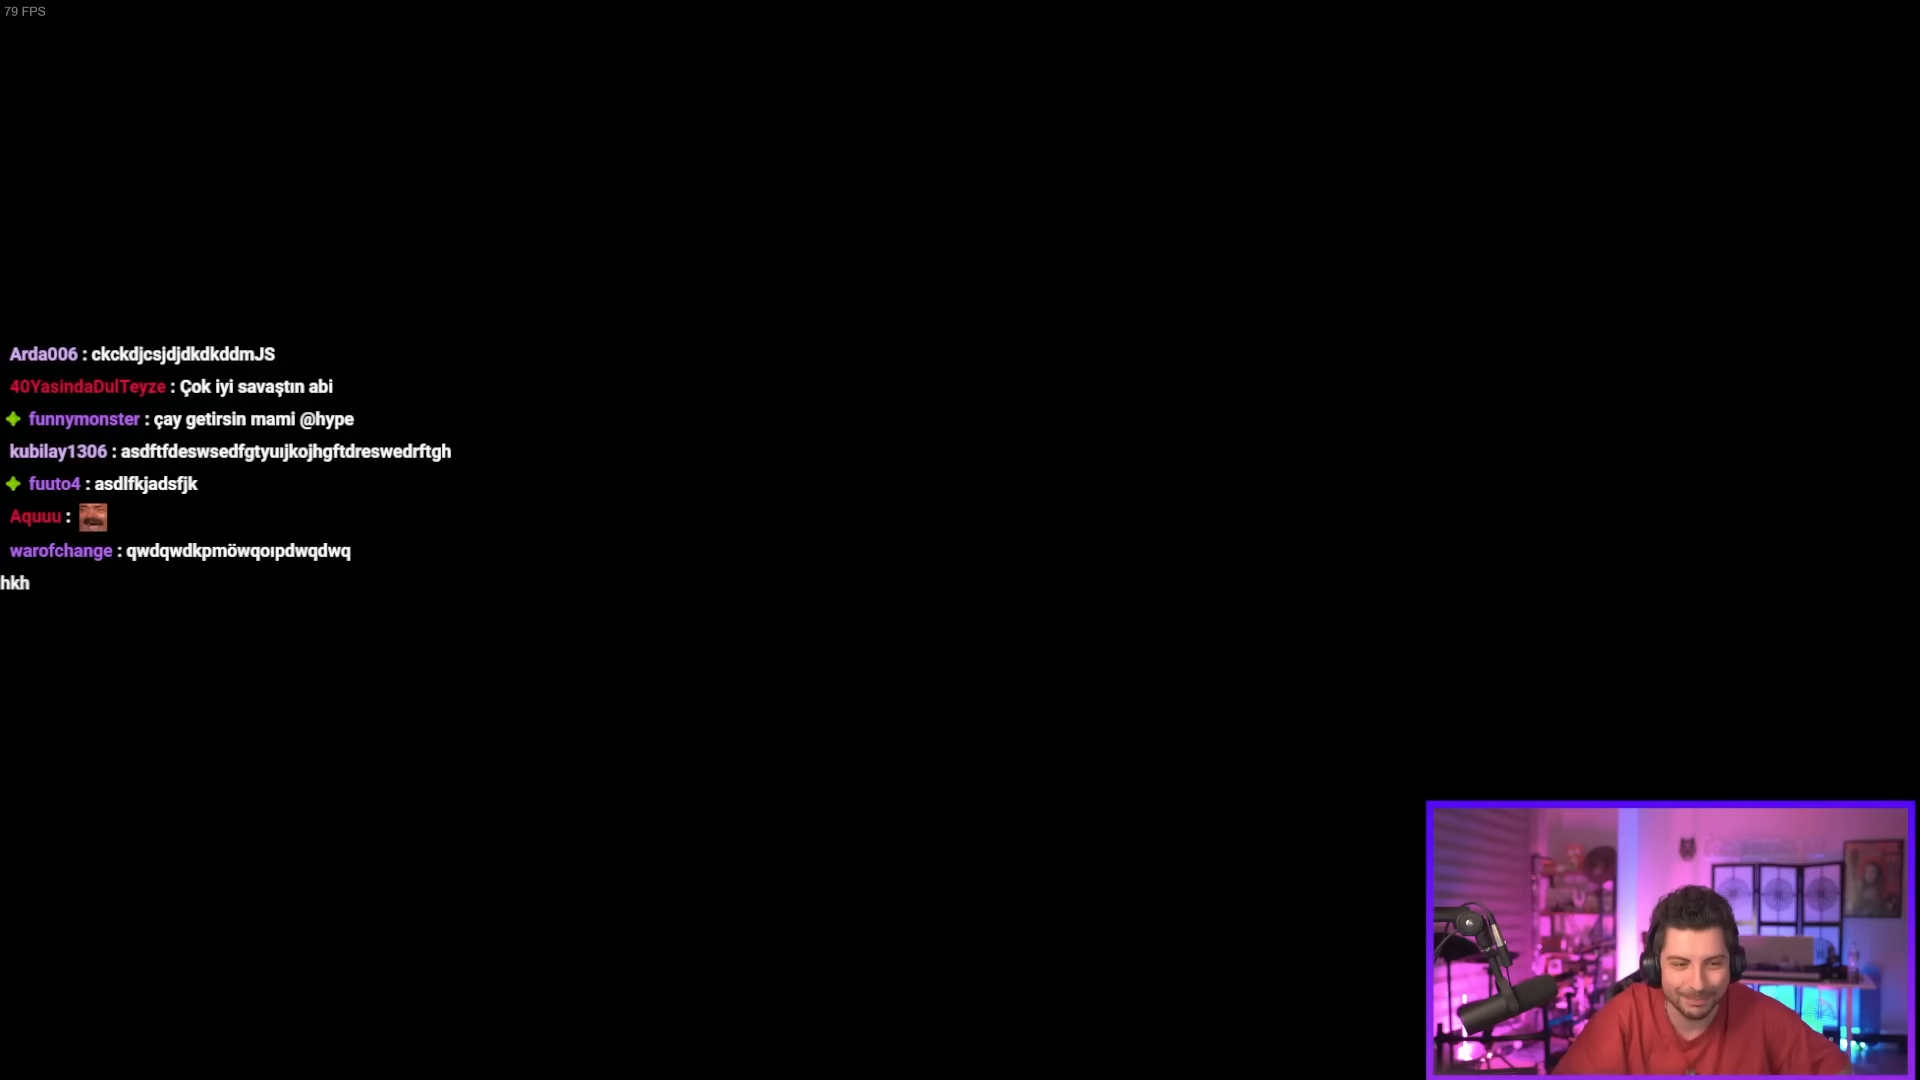 79 FPS
Arda006 : ckckdjcsjdjdkdkddmJS
40YasindaDulTeyze : Çok iyi savaştın abi
funnymonster : çay getirsin mami @hype
kubilay1306 : asdftfdeswsedfgtyuıjkojhgftdreswedrftgh
fuuto4 : asdlfkjadsfjk
Aquuu :
warofchange : qwdqwdkpmöwqoıpdwqdwq
hkh